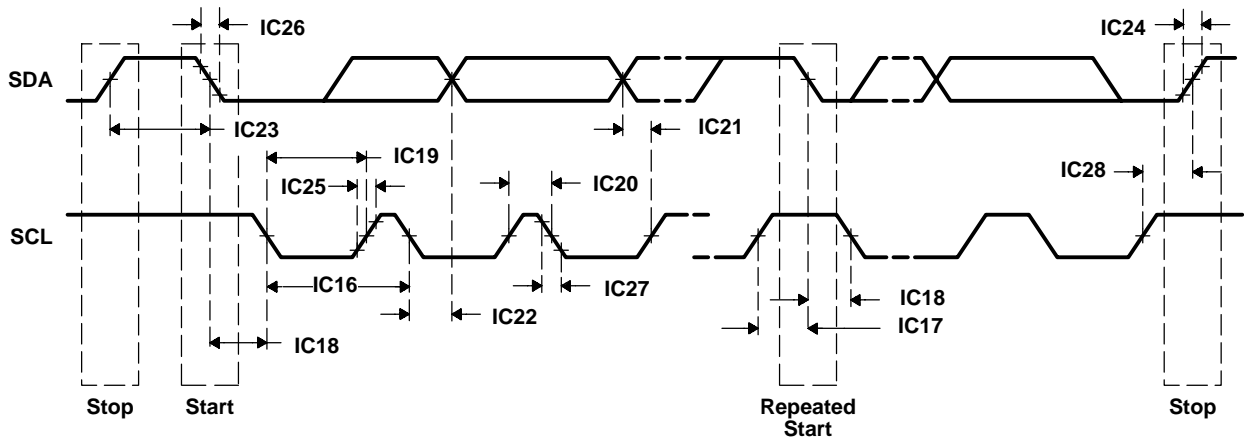 IC26
IC24
SDA
IC23
IC21
IC19
IC25
IC20
IC28
SCL
IC16
IC27
IC22
IC18
IC17
IC18
Stop
Start
Repeated
Start
Stop